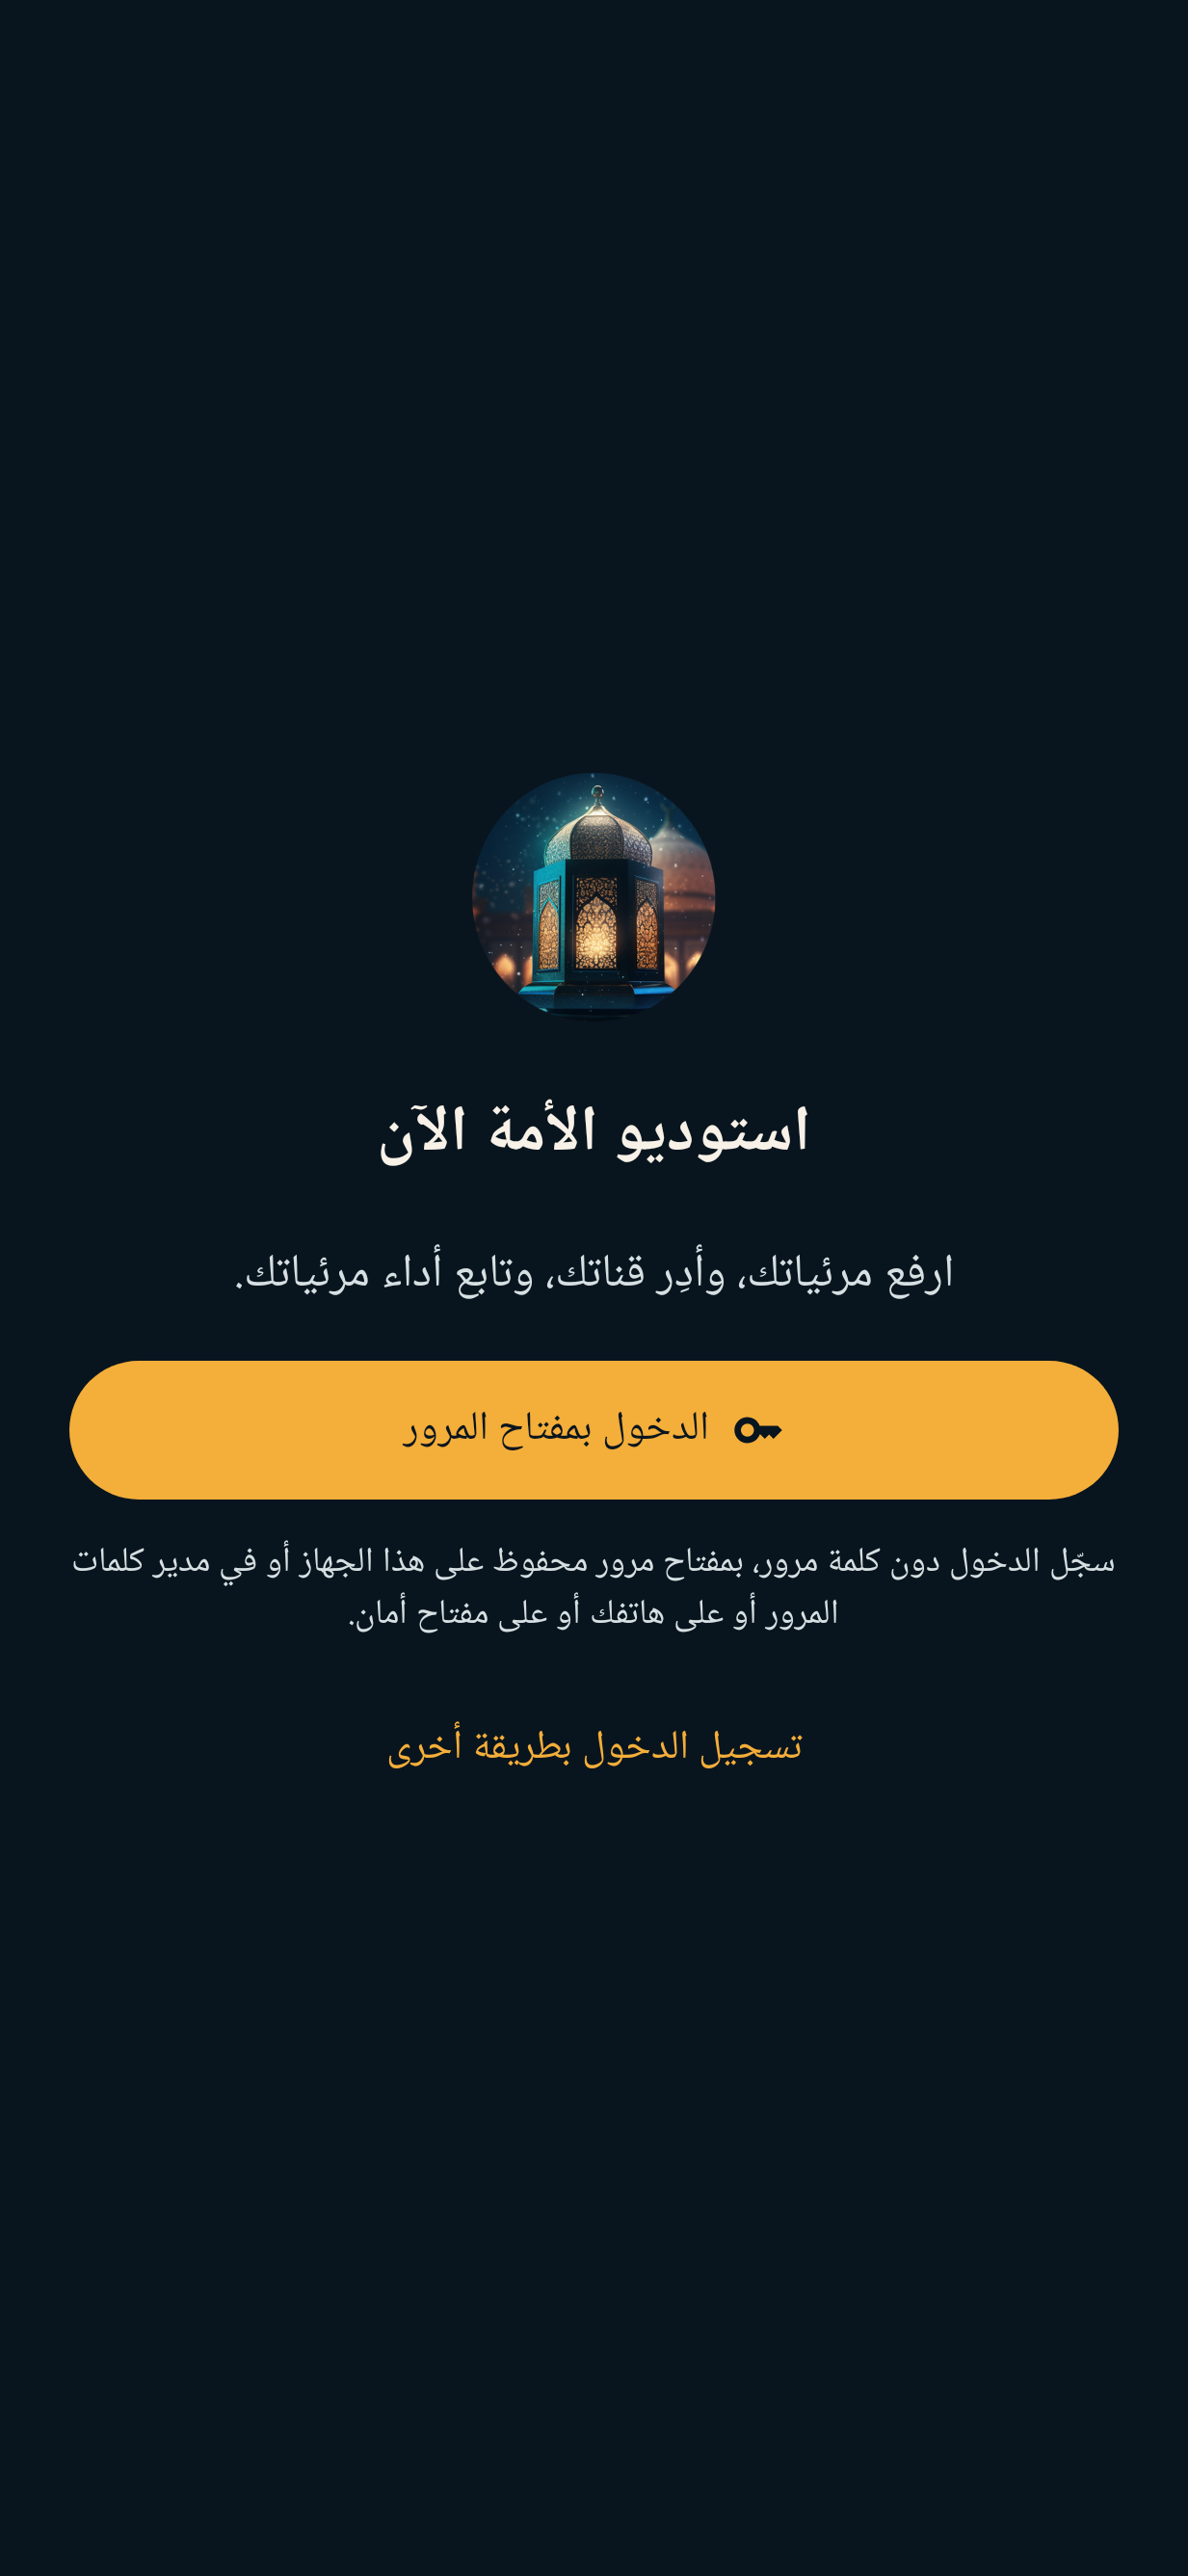 استوديو الأمة الآن
ارفع مرئياتك، وأدِر قناتك، وتابع أداء مرئياتك.
الدخول بمفتاح المرور
سجّل الدخول دون كلمة مرور، بمفتاح مرور محفوظ على هذا الجهاز أو في مدير كلمات
المرور أو على هاتفك أو على مفتاح أمان.
تسجيل الدخول بطريقة أخرى